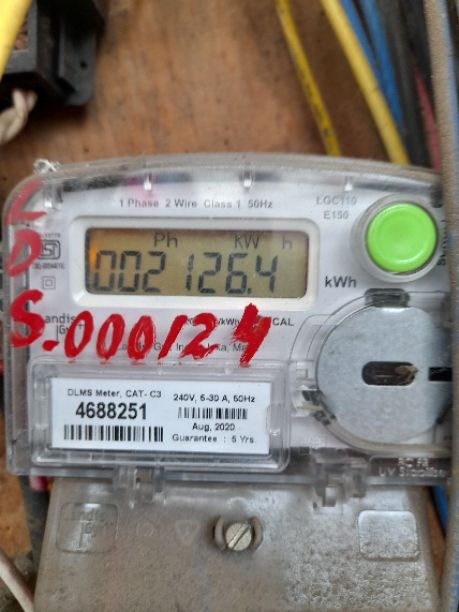 1 Phase 2 Wire Class 1 50Hz
LGC110
E150
Ph kW h
002126.4
kWh
L
D
S.000124
CAL
DLMS Meter, CAT- C3
4688251
240V, 5-30 A, 50Hz
Aug, 2020
Guarantee : 5 Yrs.